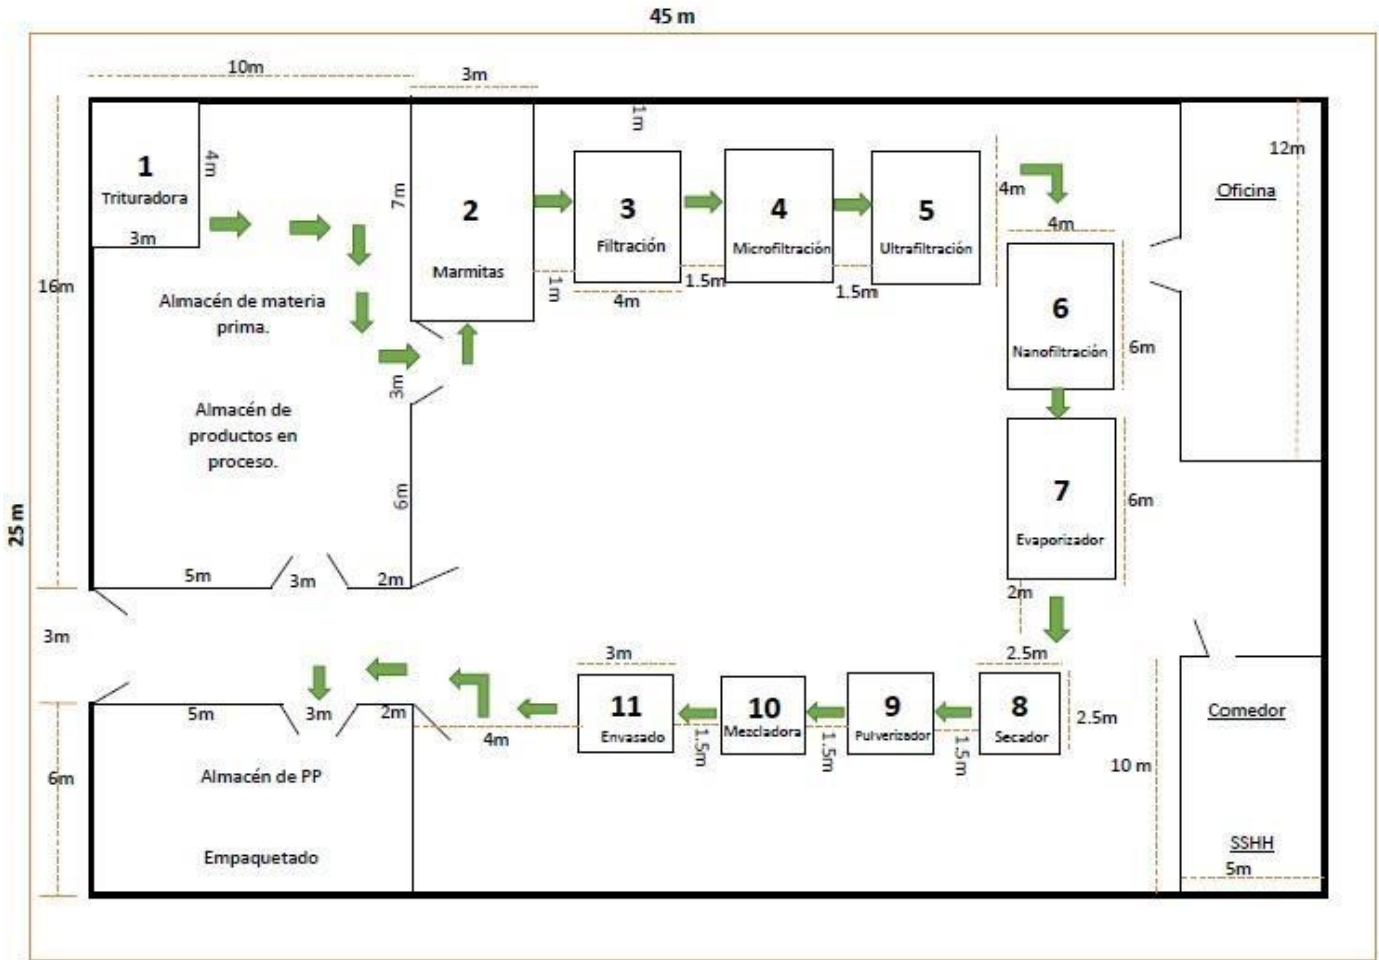 45 m
10m
3m
1m
1
Trituradora
4m
3m
7m
2
Marmitas
3
Filtración
4
Microfiltración
5
Ultrafiltración
4m
4m
12m
Oficina
16m
1m
4m
1.5m
1.5m
6
Nanofiltración
6m
Almacén de materia
prima.
3m
Almacén de
productos en
proceso.
6m
7
Evaporizador
6m
25 m
5m
3m
2m
2m
3m
3m
2.5m
5m
3m
2m
4m
11
Envasado
1.5m
10
Mezcladora
1.5m
9
Pulverizador
1.5m
8
Secador
2.5m
Comedor
10 m
6m
Almacén de PP
Empaquetado
SSHH
5m